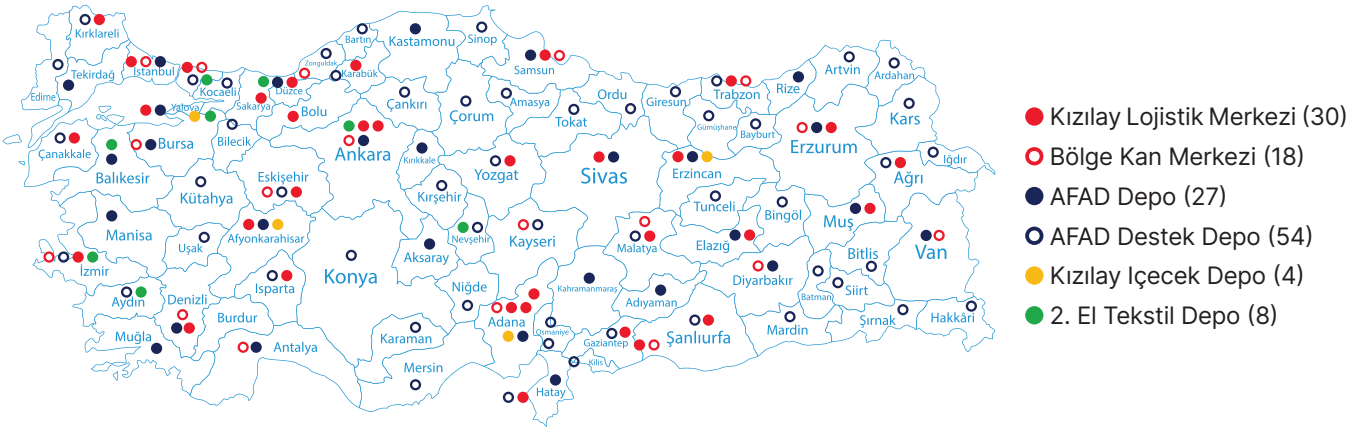 Kırklareli
Edirne
Tekirdağ
İstanbul
Kocaeli
Yalova
Sakarya
Düzce
Zonguldak
Bartın
Karabük
Kastamonu
Sinop
Samsun
Bolu
Çankırı
Çorum
Amasya
Tokat
Ordu
Giresun
Gümüşhane
Trabzon
Bayburt
Rize
Artvin
Ardahan
Kars
Iğdır
Ağrı
Erzurum
Erzincan
Çanakkale
Balıkesir
Bursa
Bilecik
Kütahya
Eskişehir
Ankara
Kırıkkale
Kırşehir
Yozgat
Sivas
Tunceli
Bingöl
Muş
Bitlis
Van
Manisa
Uşak
Afyonkarahisar
Konya
Aksaray
Nevşehir
Kayseri
Malatya
Elazığ
Diyarbakır
Batman
Siirt
Şırnak
Hakkâri
İzmir
Aydın
Denizli
Muğla
Burdur
Isparta
Antalya
Karaman
Mersin
Niğde
Adana
Kahramanmaraş
Osmaniye
Adıyaman
Gaziantep
Kilis
Şanlıurfa
Mardin
Hatay
Kızılay Lojistik Merkezi (30)
Bölge Kan Merkezi (18)
AFAD Depo (27)
AFAD Destek Depo (54)
Kızılay Içecek Depo (4)
2. El Tekstil Depo (8)